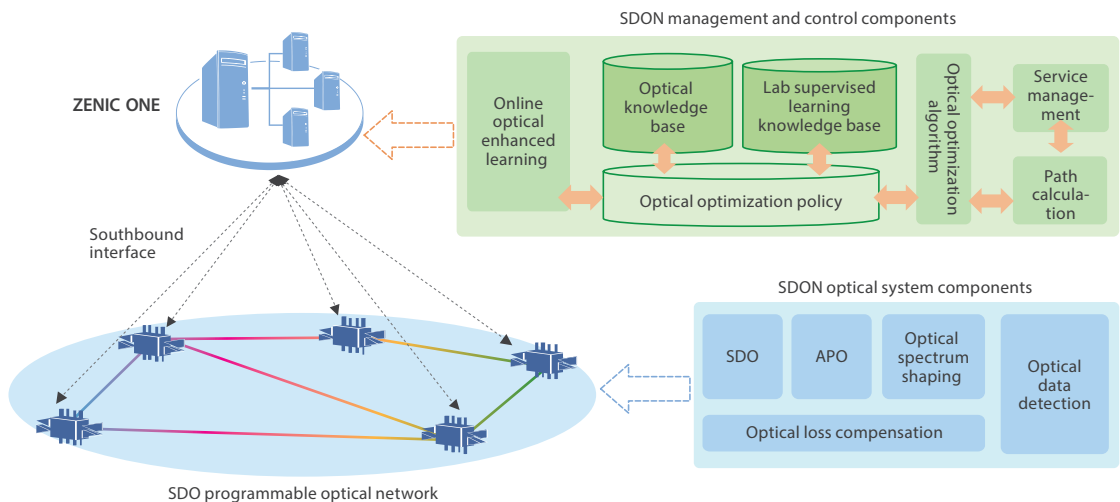 SDON management and control components
ZENIC ONE
Online
optical
enhanced
learning
Optical
knowledge
base
Lab supervised
learning
knowledge base
Optical optimization policy
Optical optimization
algorithm
Service
manage-
ment
Path
calcula-
tion
Southbound
interface
SDON optical system components
SDO
APO
Optical
spectrum
shaping
Optical
data
detection
Optical loss compensation
SDO programmable optical network